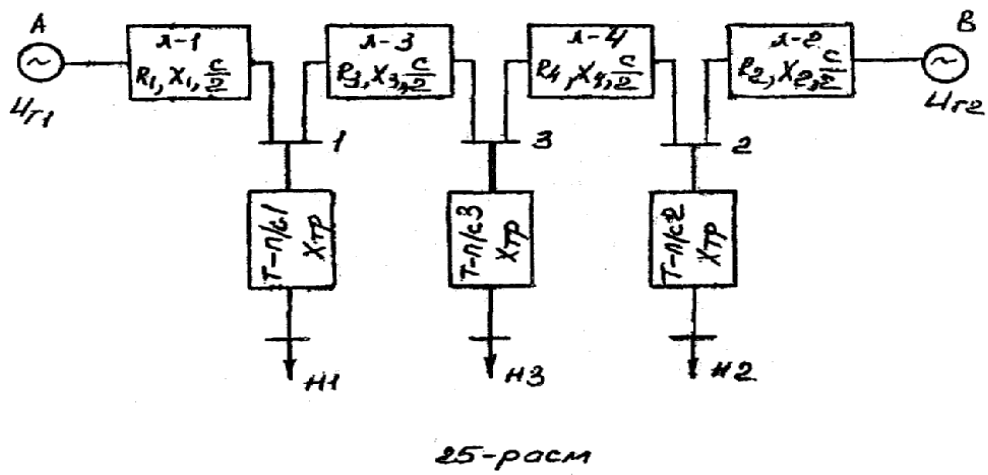 A
B
л-1
л-3
л-4
л-2
R₁, X₁, с/2
R₃, X₃, с/2
R₄, X₄, с/2
R₂, X₂, с/2
Uг1
Uг2
1
3
2
Т-п/с1
Xтр
Т-п/с3
Xтр
Т-п/с2
Xтр
Н1
Н3
Н2
25-расм